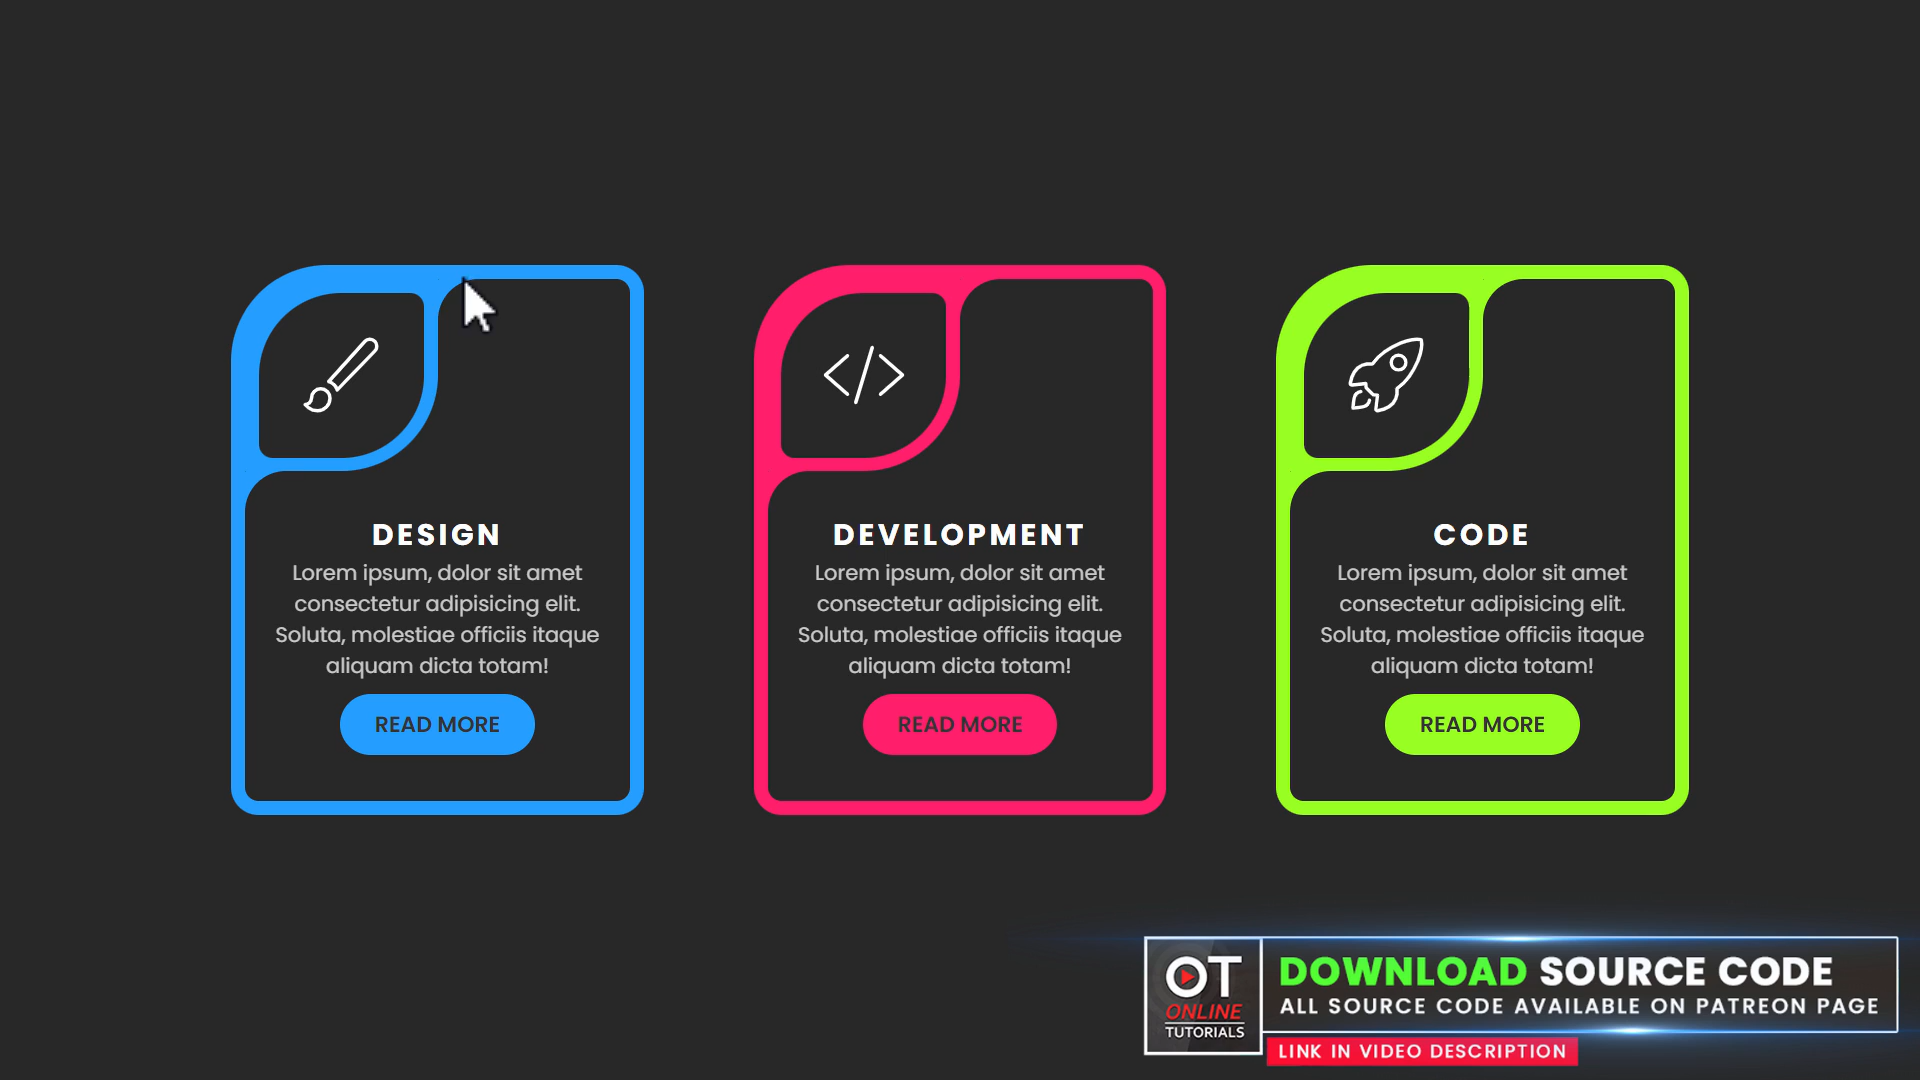 DESIGN
Lorem ipsum, dolor sit amet
consectetur adipisicing elit.
Soluta, molestiae officiis itaque
aliquam dicta totam!
READ MORE
DEVELOPMENT
Lorem ipsum, dolor sit amet
consectetur adipisicing elit.
Soluta, molestiae officiis itaque
aliquam dicta totam!
READ MORE
CODE
Lorem ipsum, dolor sit amet
consectetur adipisicing elit.
Soluta, molestiae officiis itaque
aliquam dicta totam!
READ MORE
OT
ONLINE
TUTORIALS
DOWNLOAD SOURCE CODE
ALL SOURCE CODE AVAILABLE ON PATREON PAGE
LINK IN VIDEO DESCRIPTION